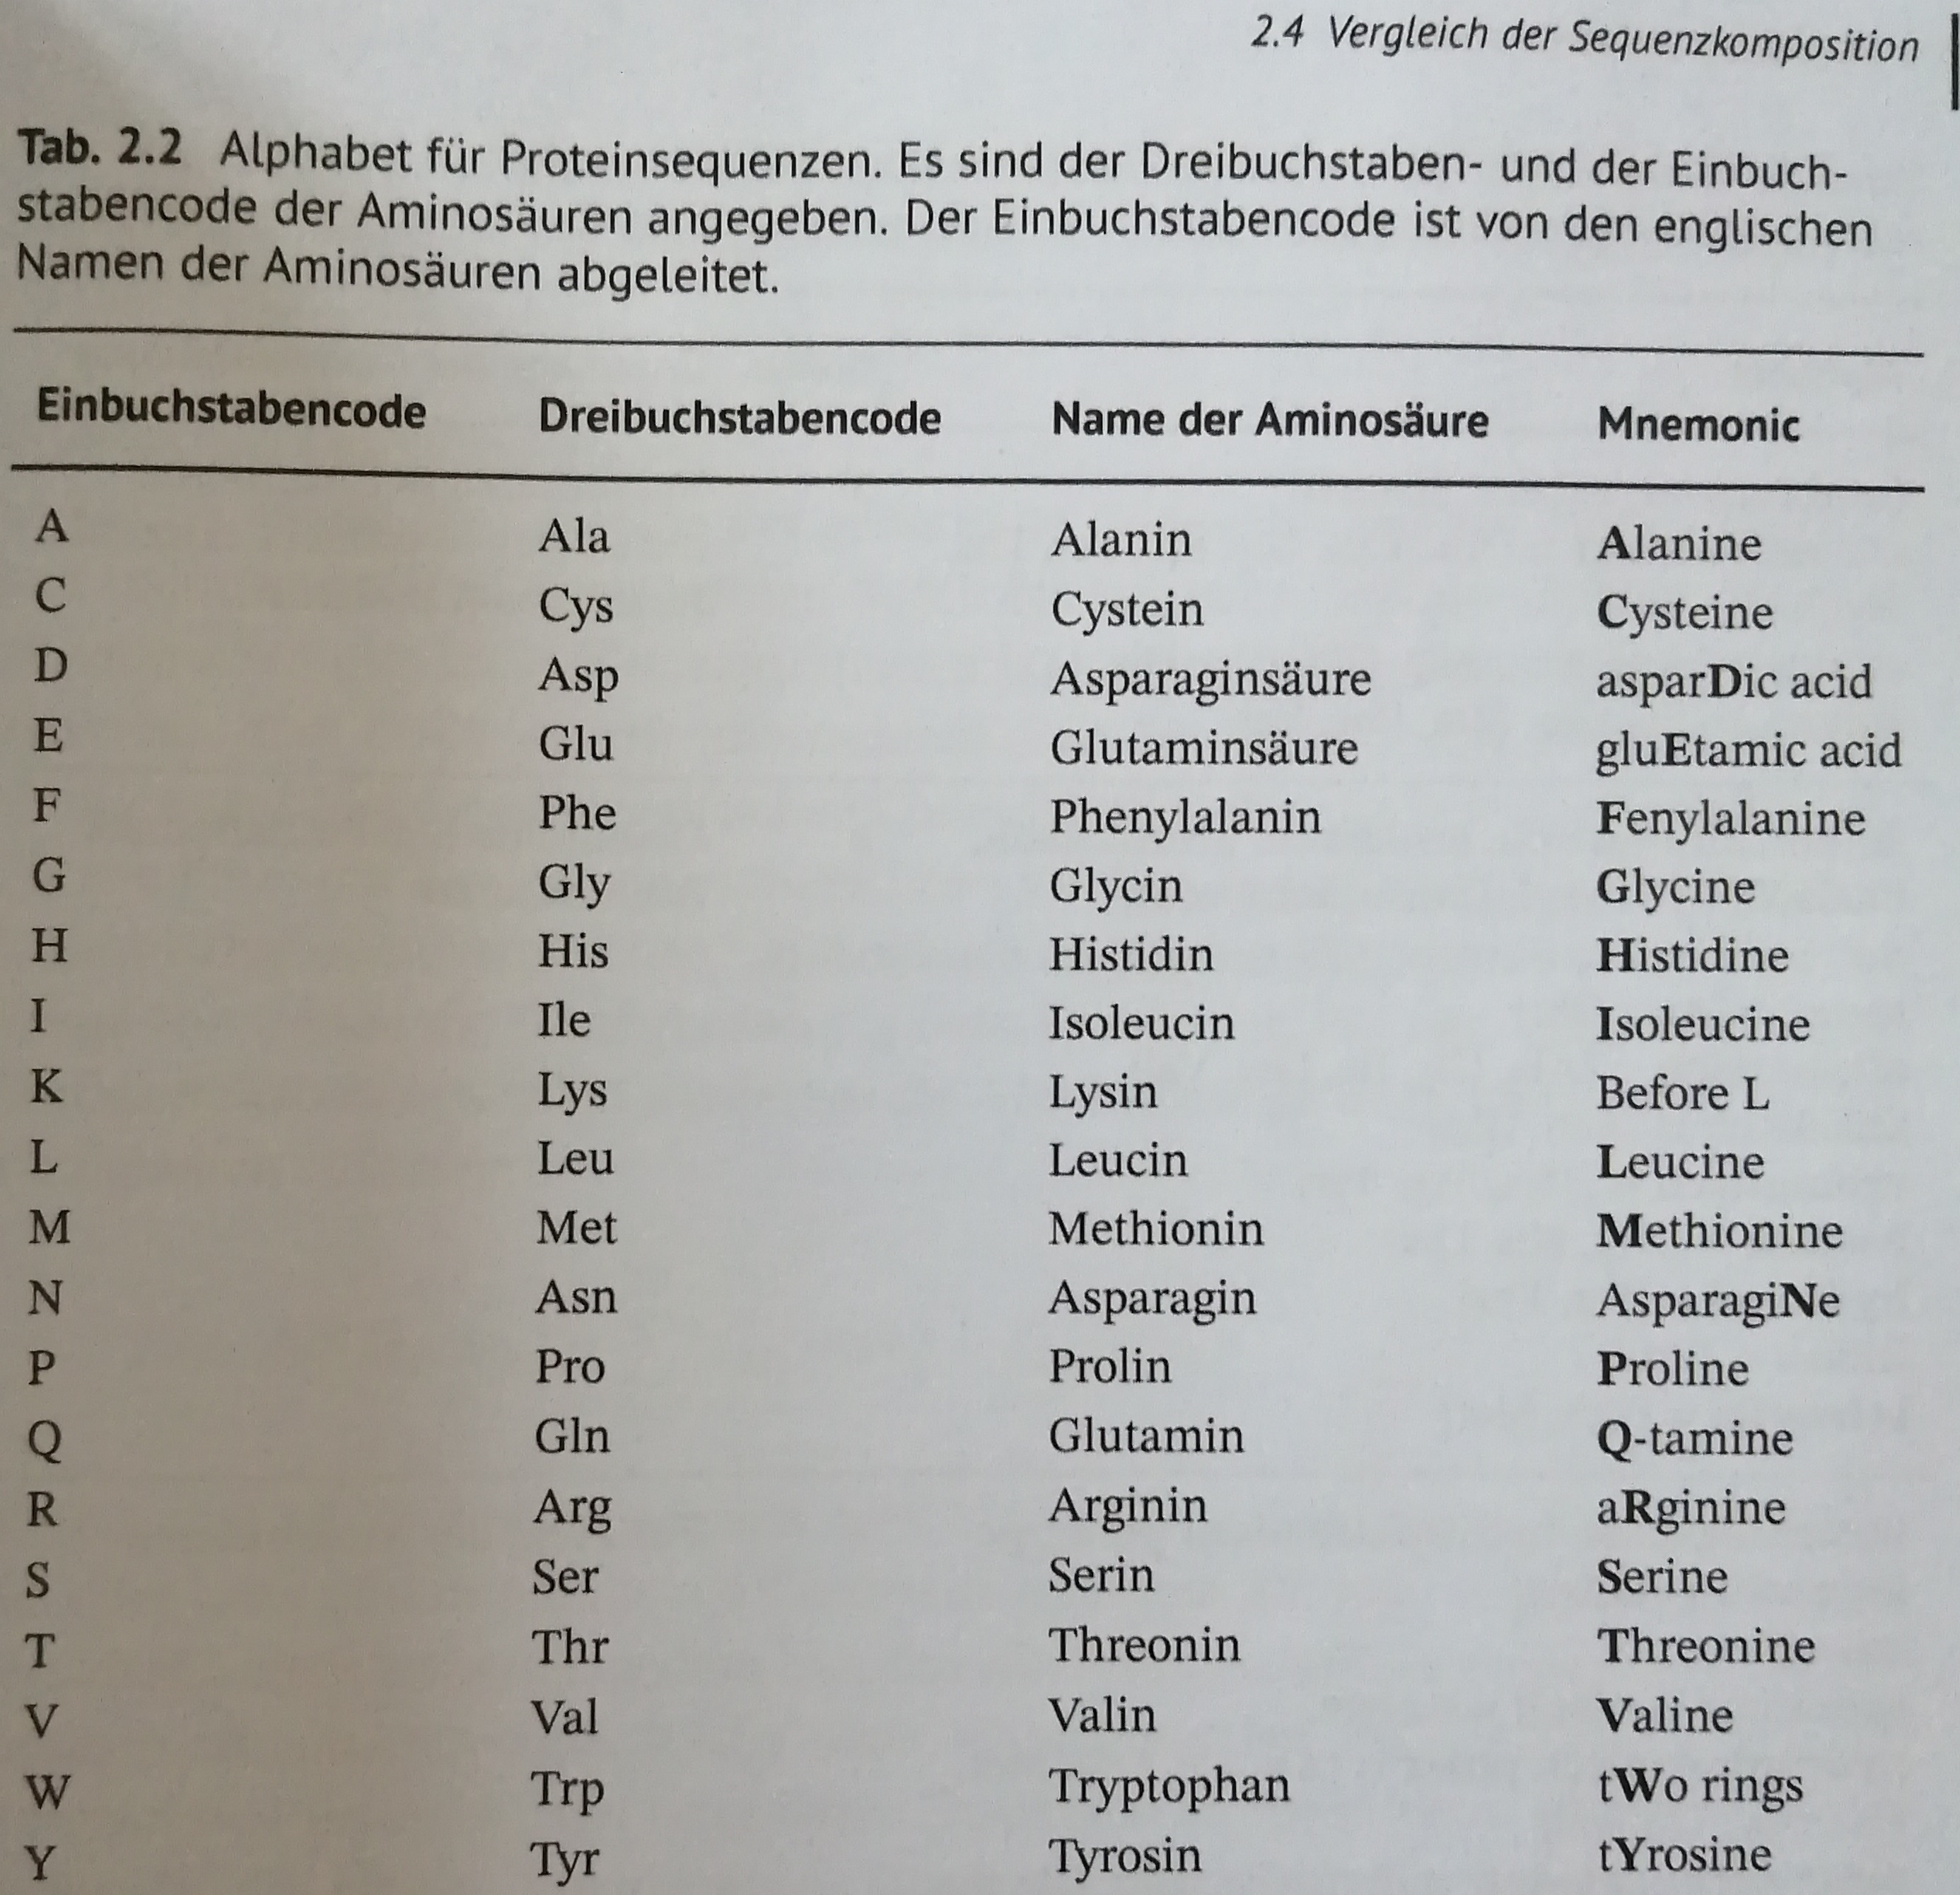 2.4 Vergleich der Sequenzkomposition
Tab. 2.2 Alphabet für Proteinsequenzen. Es sind der Dreibuchstaben- und der Einbuch-
stabencode der Aminosäuren angegeben. Der Einbuchstabencode ist von den englischen
Namen der Aminosäuren abgeleitet.
Einbuchstabencode Dreibuchstabencode Name der Aminosäure Mnemonic
A Ala Alanin Alanine
C Cys Cystein Cysteine
D Asp Asparaginsäure asparDic acid
E Glu Glutaminsäure gluEtamic acid
F Phe Phenylalanin Fenylalanine
G Gly Glycin Glycine
H His Histidin Histidine
I Ile Isoleucin Isoleucine
K Lys Lysin Before L
L Leu Leucin Leucine
M Met Methionin Methionine
N Asn Asparagin AsparagiNe
P Pro Prolin Proline
Q Gln Glutamin Q-tamine
R Arg Arginin aRginine
S Ser Serin Serine
T Thr Threonin Threonine
V Val Valin Valine
W Trp Tryptophan tWo rings
Y Tyr Tyrosin tYrosine